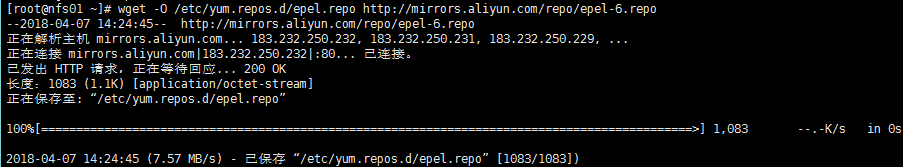 [root@nfs01 ~]# wget -O /etc/yum.repos.d/epel.repo http://mirrors.aliyun.com/repo/epel-6.repo
--2018-04-07 14:24:45--  http://mirrors.aliyun.com/repo/epel-6.repo
正在解析主机 mirrors.aliyun.com... 183.232.250.232, 183.232.250.231, 183.232.250.229, ...
正在连接 mirrors.aliyun.com|183.232.250.232|:80... 已连接。
已发出 HTTP 请求，正在等待回应... 200 OK
长度：1083 (1.1K) [application/octet-stream]
正在保存至: “/etc/yum.repos.d/epel.repo”
100%[=============================================================================================>] 1,083       --.-K/s   in 0s
2018-04-07 14:24:45 (7.57 MB/s) - 已保存 “/etc/yum.repos.d/epel.repo” [1083/1083])